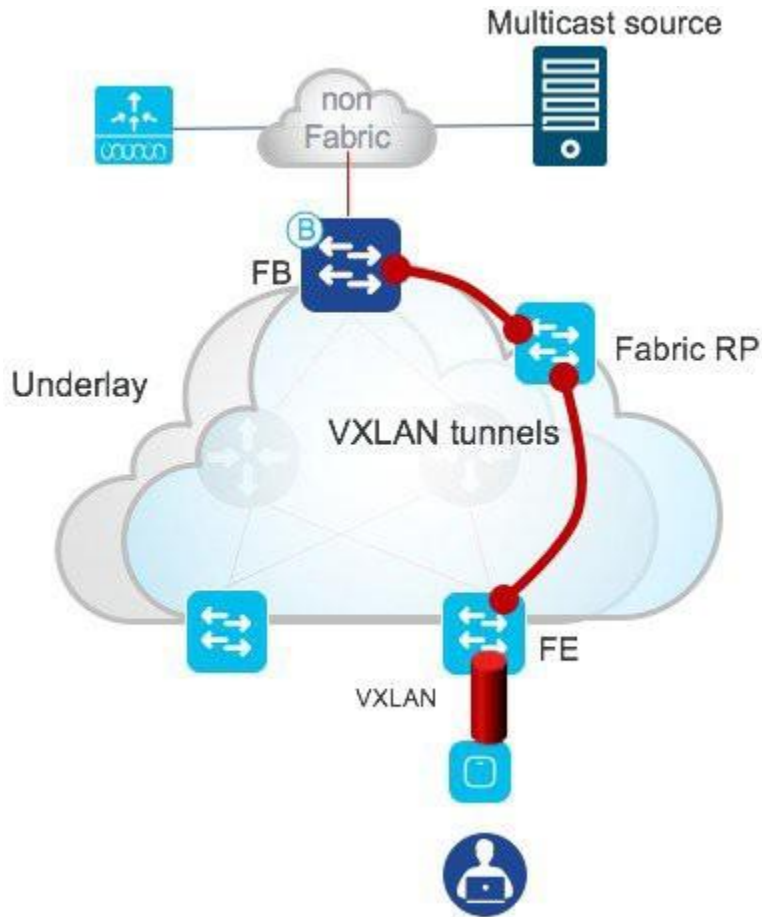 Multicast source
non
Fabric
B
FB
Fabric RP
Underlay
VXLAN tunnels
FE
VXLAN